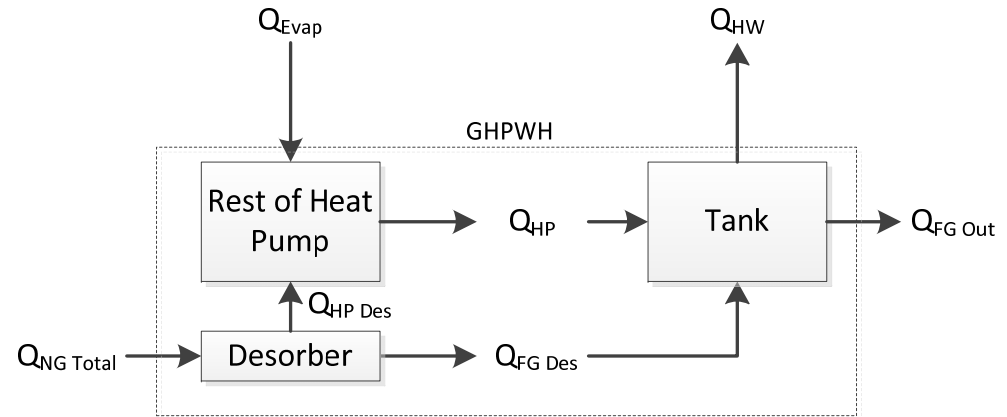 QEvap
QHW
GHPWH
Rest of Heat
Pump
QHP
Tank
QFG Out
QHP Des
QNG Total
Desorber
QFG Des